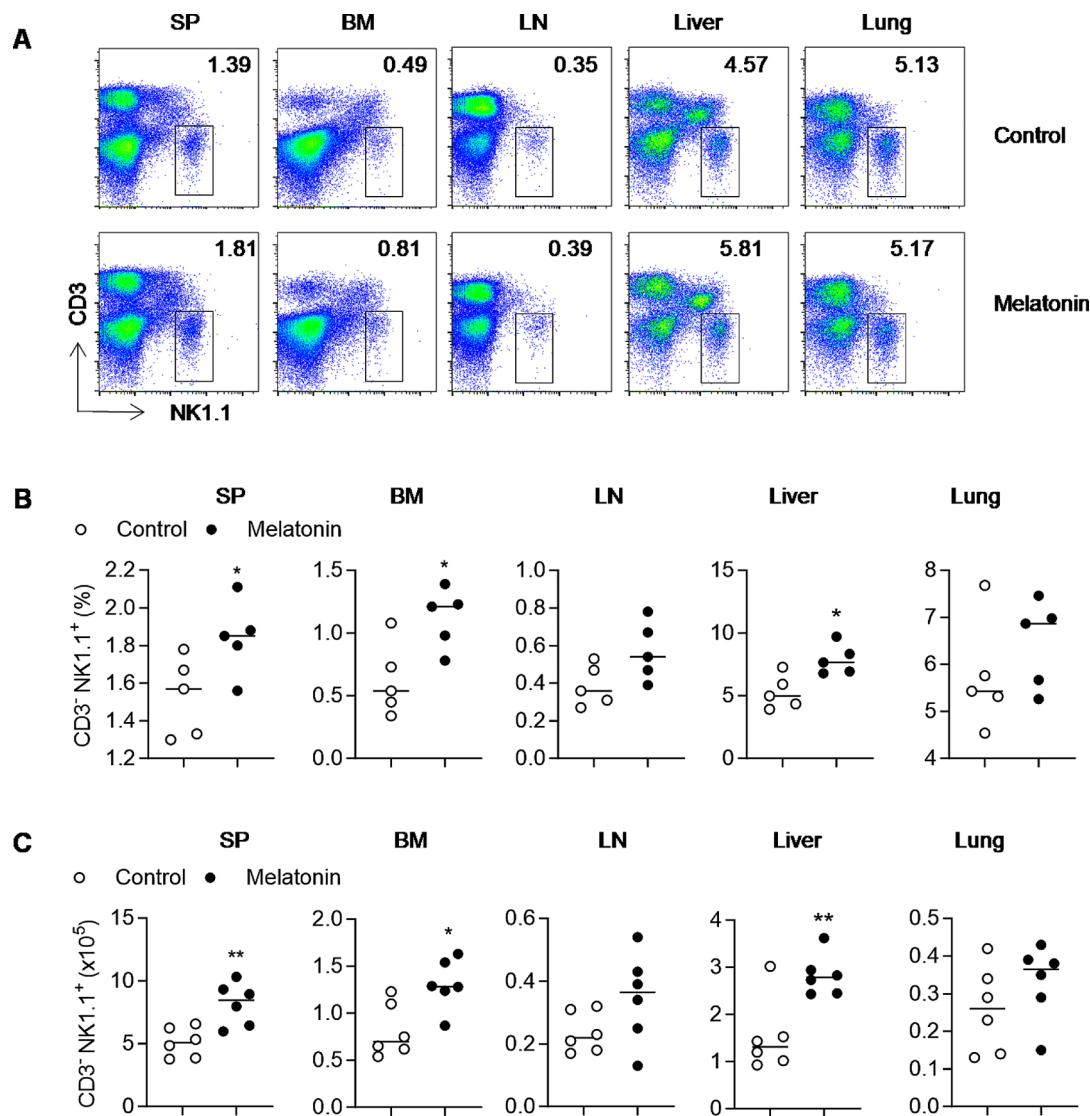 A
SP BM LN Liver Lung
1.39 0.49 0.35 4.57 5.13
Control
1.81 0.81 0.39 5.81 5.17
Melatonin
CD3
NK1.1
B
SP BM LN Liver Lung
Control Melatonin
CD3⁻ NK1.1⁺ (%)
2.2 1.5 1.0 15 8
2.0 0.8 7
1.0 10
1.8 0.6 6
1.6 0.4
0.5 5 5
1.4 0.2
1.2 0.0 0.0 0 4
* * *
C
SP BM LN Liver Lung
Control Melatonin
CD3⁻ NK1.1⁺ (x10⁵)
15 2.0 0.6 4 0.5
0.4
10 1.5 0.4 3
0.3
1.0 2
5 0.2 0.2
0.5 1 0.1
0 0.0 0.0 0 0.0
** * **